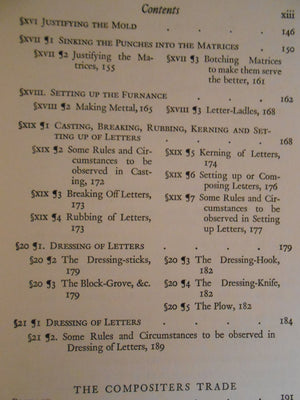 Contents xiii
§XVI JUSTIFYING THE MOLD . . . . 146
§XVII ¶1 SINKING THE PUNCHES INTO THE MATRICES . 150
§XVII ¶2 Justifying the Matrices, 155
§XVII ¶3 Botching Matrices to make them serve the better, 161
§XVIII. SETTING UP THE FURNANCE . . . 162
§XVIII ¶2 Making Mettal, 165
§XVIII ¶3 Letter-Ladles, 168
§XIX ¶1 CASTING, BREAKING, RUBBING, KERNING AND SETTING UP OF LETTERS . . . . 168
§XIX ¶2 Some Rules and Circumstances to be observed in Casting, 172
§XIX ¶3 Breaking Off Letters, 173
§XIX ¶4 Rubbing of Letters, 173
§XIX ¶5 Kerning of Letters, 174
§XIX ¶6 Setting up or Composing Letters, 176
§XIX ¶7 Some Rules and Circumstances to be observed in Setting up Letters, 177
§20 ¶1. DRESSING OF LETTERS . . . . 179
§20 ¶2 The Dressing-sticks, 179
§20 ¶3 The Block-Grove, &c. 179
§20 ¶3 The Dressing-Hook, 182
§20 ¶4 The Dressing-Knife, 182
§20 ¶5 The Plow, 182
§21 ¶1 DRESSING OF LETTERS . . . . 184
§21 ¶2. Some Rules and Circumstances to be observed in Dressing of Letters, 189
THE COMPOSITERS TRADE
191